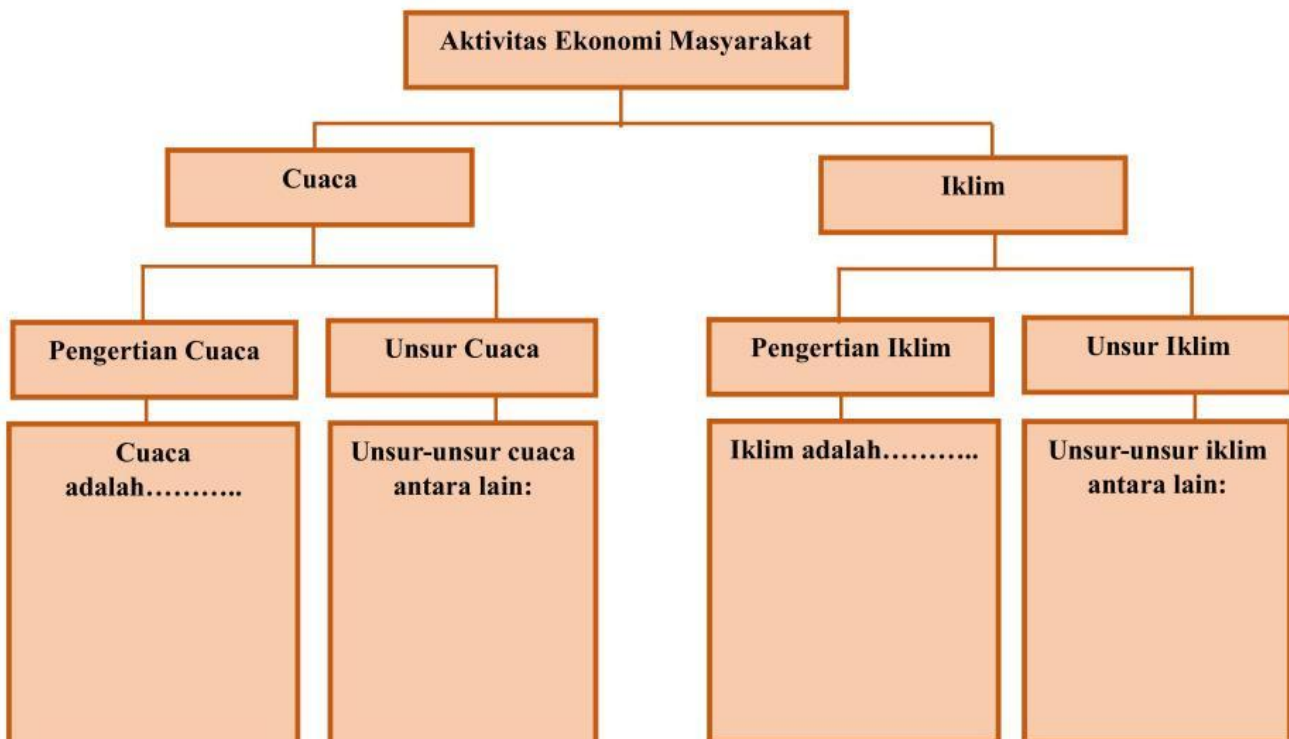 Aktivitas Ekonomi Masyarakat
Cuaca
Iklim
Pengertian Cuaca
Unsur Cuaca
Pengertian Iklim
Unsur Iklim
Cuaca
adalah………..
Unsur-unsur cuaca
antara lain:
Iklim adalah………..
Unsur-unsur iklim
antara lain: